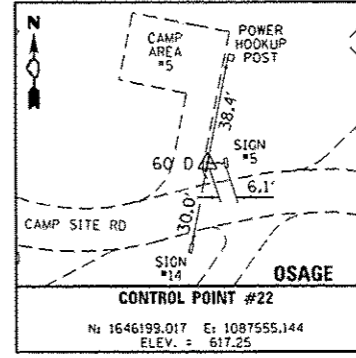 N
CAMP
AREA
#5
POWER
HOOKUP
POST
38.4'
SIGN
#5
60 D
6.1'
30.0'
CAMP SITE RD
SIGN
#14
OSAGE
CONTROL POINT #22
N: 1646199.017 E: 1087555.144
ELEV. = 617.25